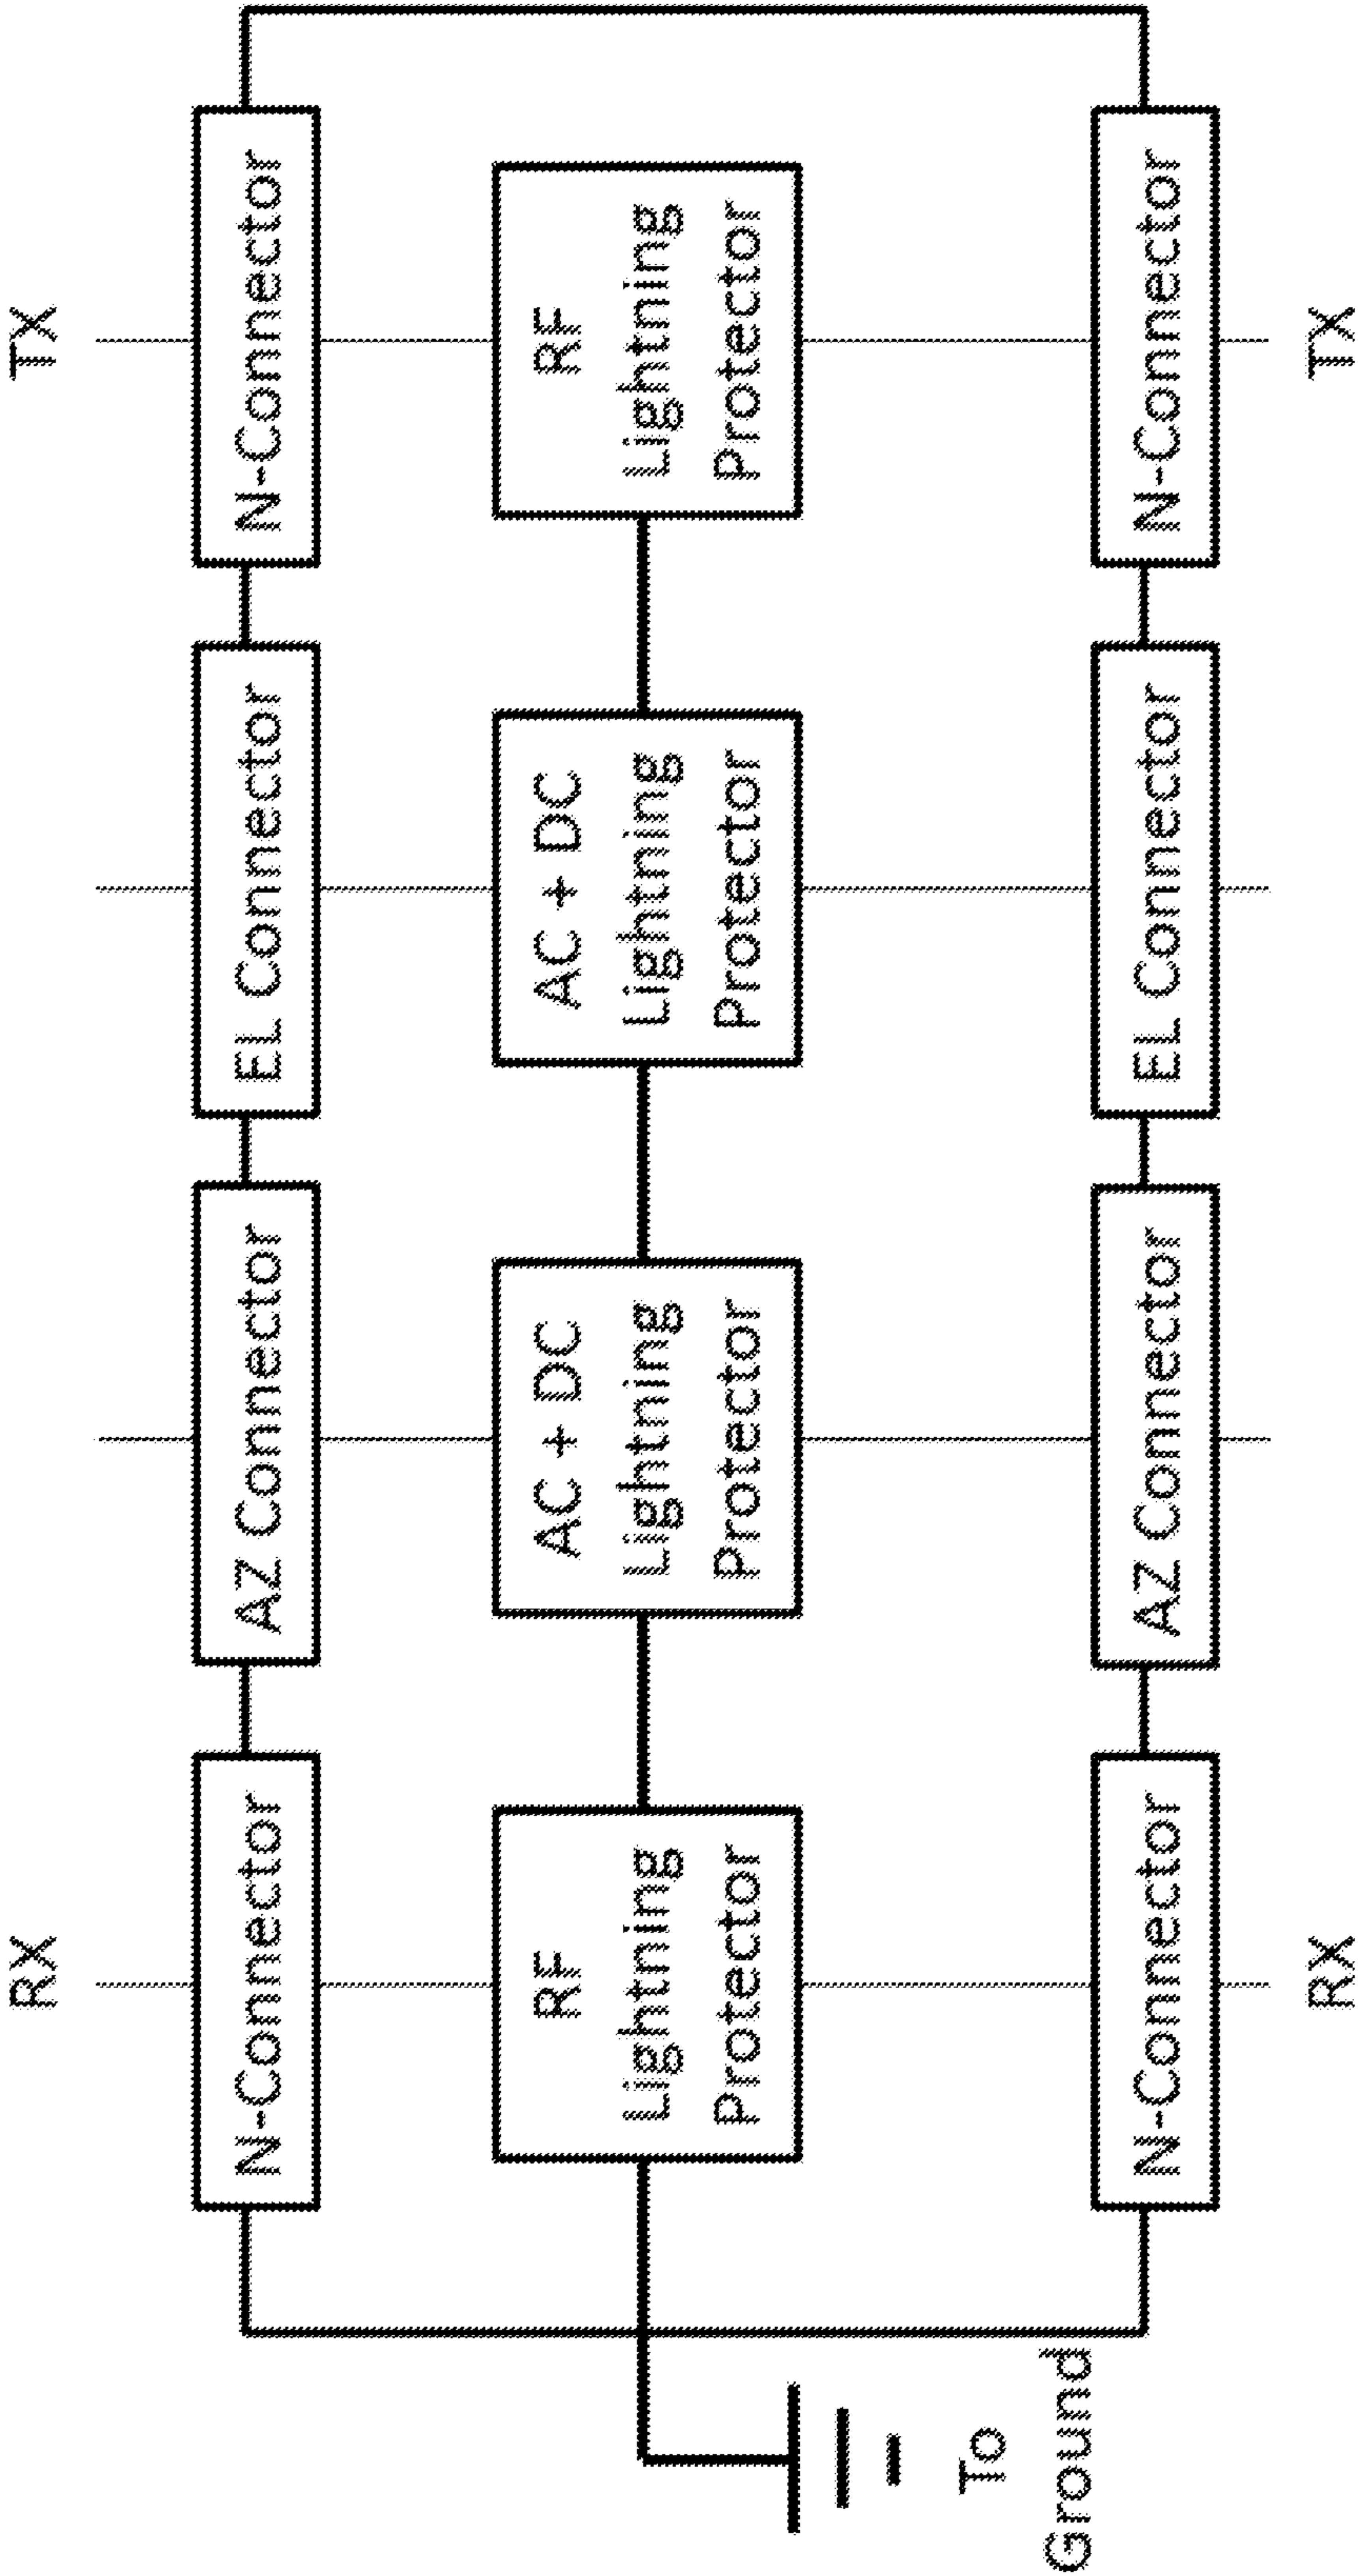 RX
TX
N-Connector
AZ Connector
EL Connector
N-Connector
RF
Lightning
Protector
AC + DC
Lightning
Protector
AC + DC
Lightning
Protector
RF
Lightning
Protector
To
Ground
N-Connector
AZ Connector
EL Connector
N-Connector
RX
TX